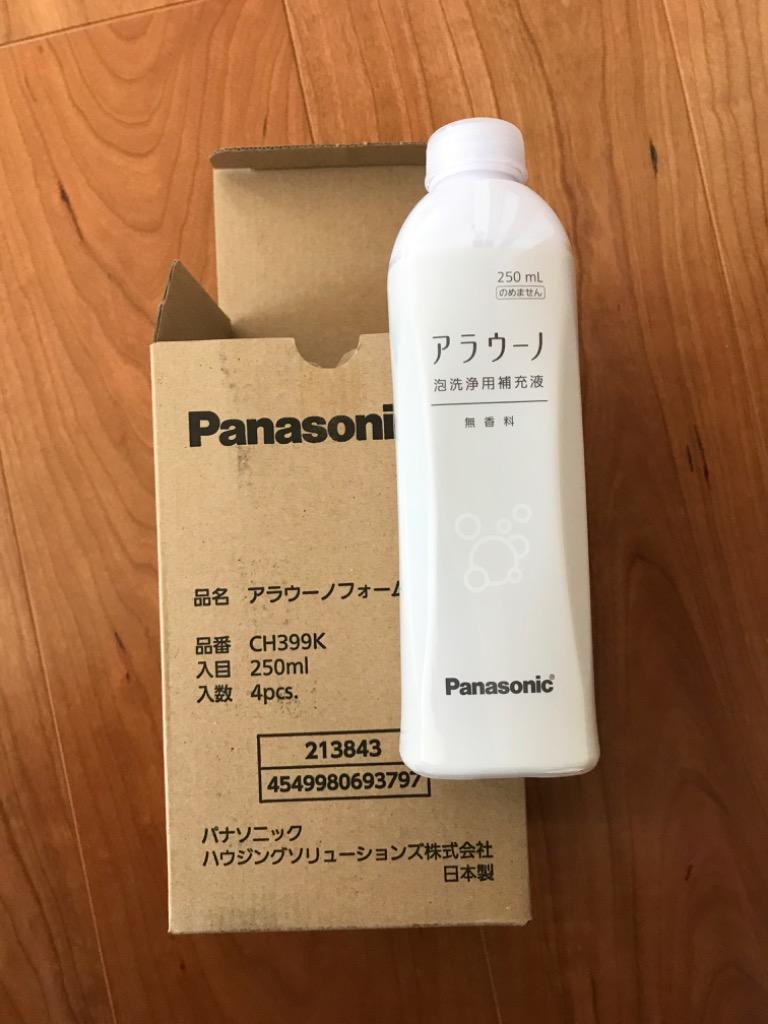 250 mL
のめません
アラウーノ
泡洗浄用補充液
無香料
Panasonic®
Panasoni
品名 アラウーノフォーム
品番 CH399K
入目 250ml
入数 4pcs.
213843
4549980693797
パナソニック
ハウジングソリューションズ株式会社
日本製